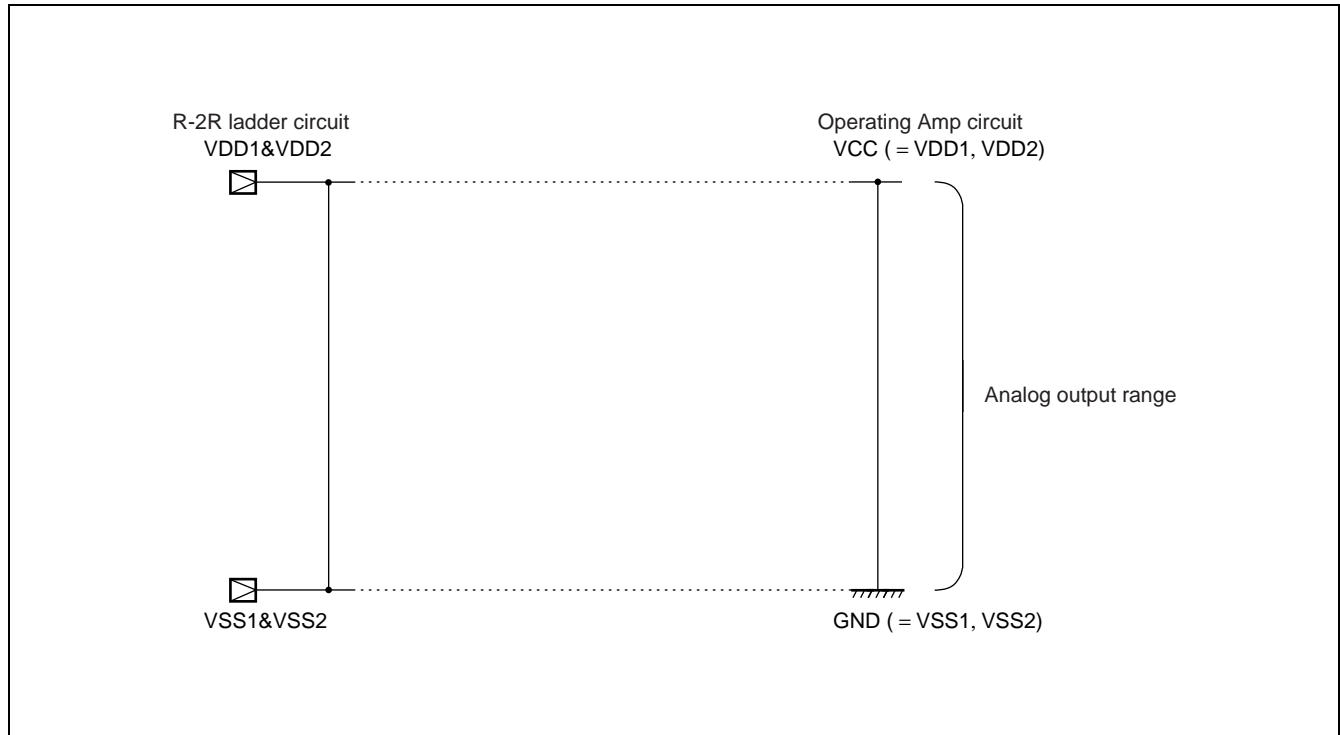 R-2R ladder circuit
VDD1&VDD2
Operating Amp circuit
VCC ( = VDD1, VDD2)
Analog output range
VSS1&VSS2
GND ( = VSS1, VSS2)